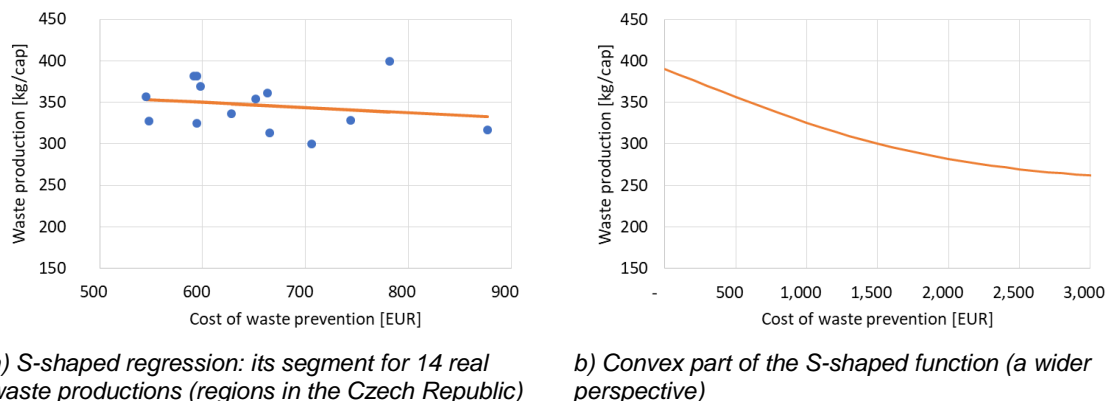 450
400
350
300
250
200
150
Waste production [kg/cap]
500 600 700 800 900
Cost of waste prevention [EUR]
) S-shaped regression: its segment for 14 real
waste productions (regions in the Czech Republic)
450
400
350
300
250
200
150
Waste production [kg/cap]
- 500 1,000 1,500 2,000 2,500 3,000
Cost of waste prevention [EUR]
b) Convex part of the S-shaped function (a wider
perspective)